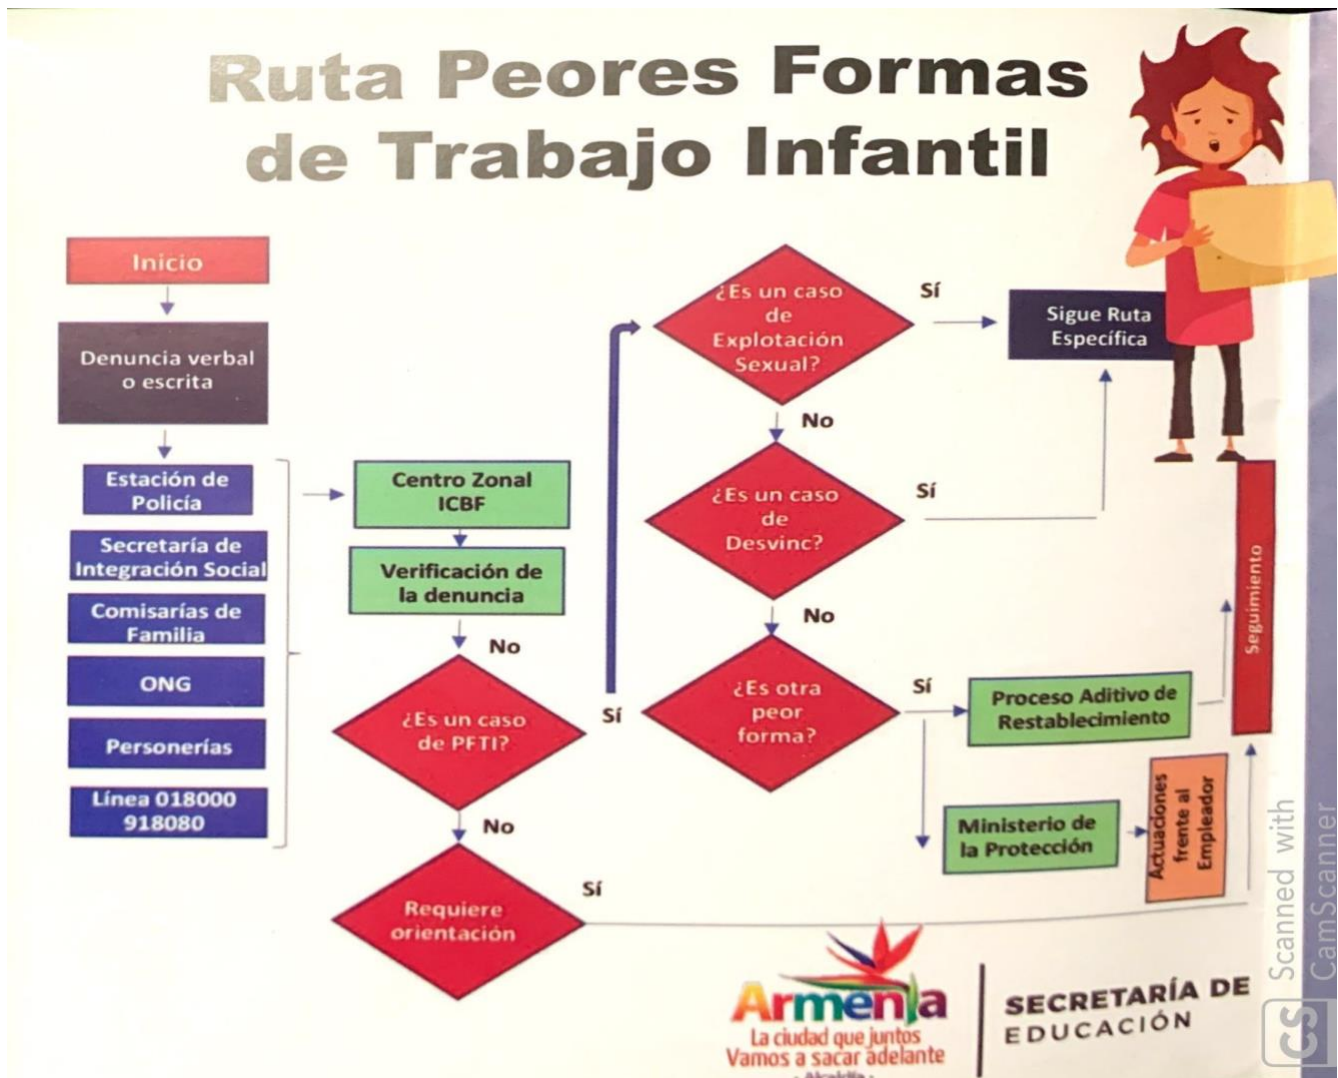 Ruta Peores Formas
de Trabajo Infantil
Inicio
Denuncia verbal
o escrita
Estación de
Policía
Secretaría de
Integración Social
Comisarías de
Familia
ONG
Personerías
Línea 018000
918080
Centro Zonal
ICBF
Verificación de
la denuncia
No
¿Es un caso
de PFTI?
Sí
No
Requiere
orientación
Sí
¿Es un caso
de
Explotación
Sexual?
Sí
Sigue Ruta
Específica
No
¿Es un caso
de
Desvinc?
Sí
No
¿Es otra
peor
forma?
Sí
Proceso Aditivo de
Restablecimiento
Ministerio de
la Protección
Actuaciones
frente al
Empleador
Seguimiento
Armenia
La ciudad que juntos
Vamos a sacar adelante
- Alcaldía -
SECRETARÍA DE
EDUCACIÓN
CS
Scanned with
CamScanner